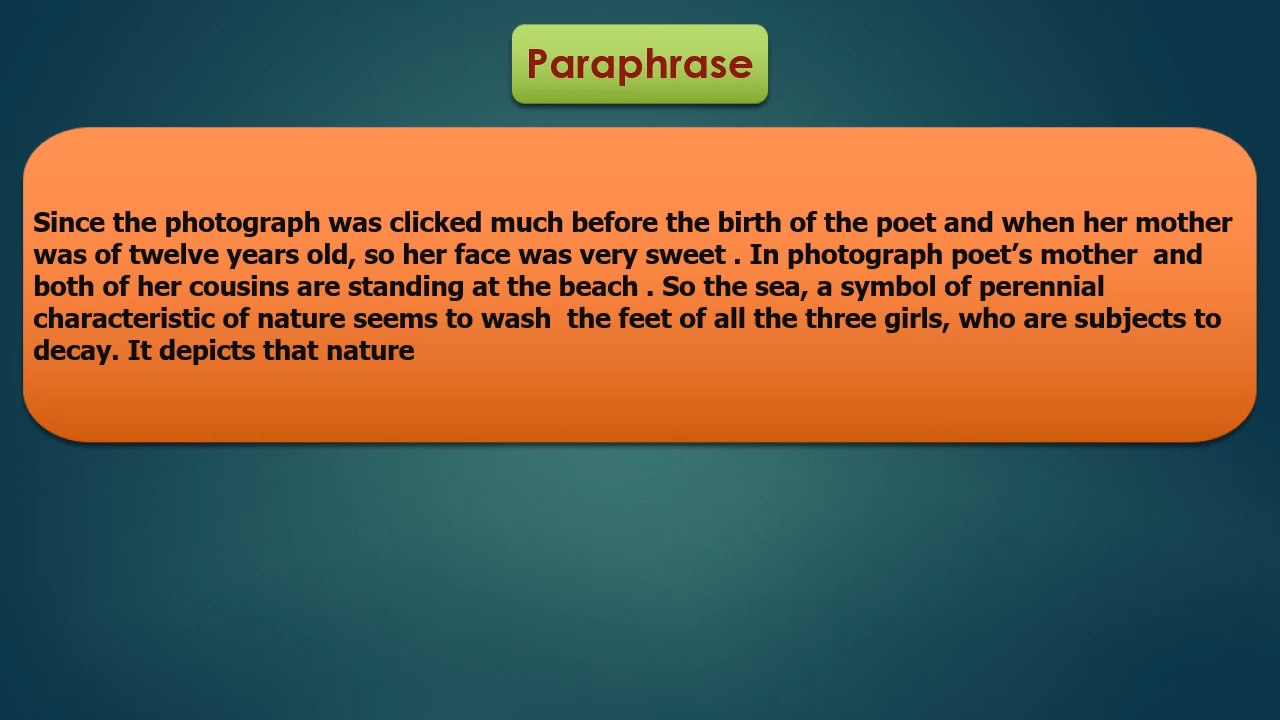 Paraphrase
Since the photograph was clicked much before the birth of the poet and when her mother
was of twelve years old, so her face was very sweet . In photograph poet’s mother  and
both of her cousins are standing at the beach . So the sea, a symbol of perennial
characteristic of nature seems to wash  the feet of all the three girls, who are subjects to
decay. It depicts that nature